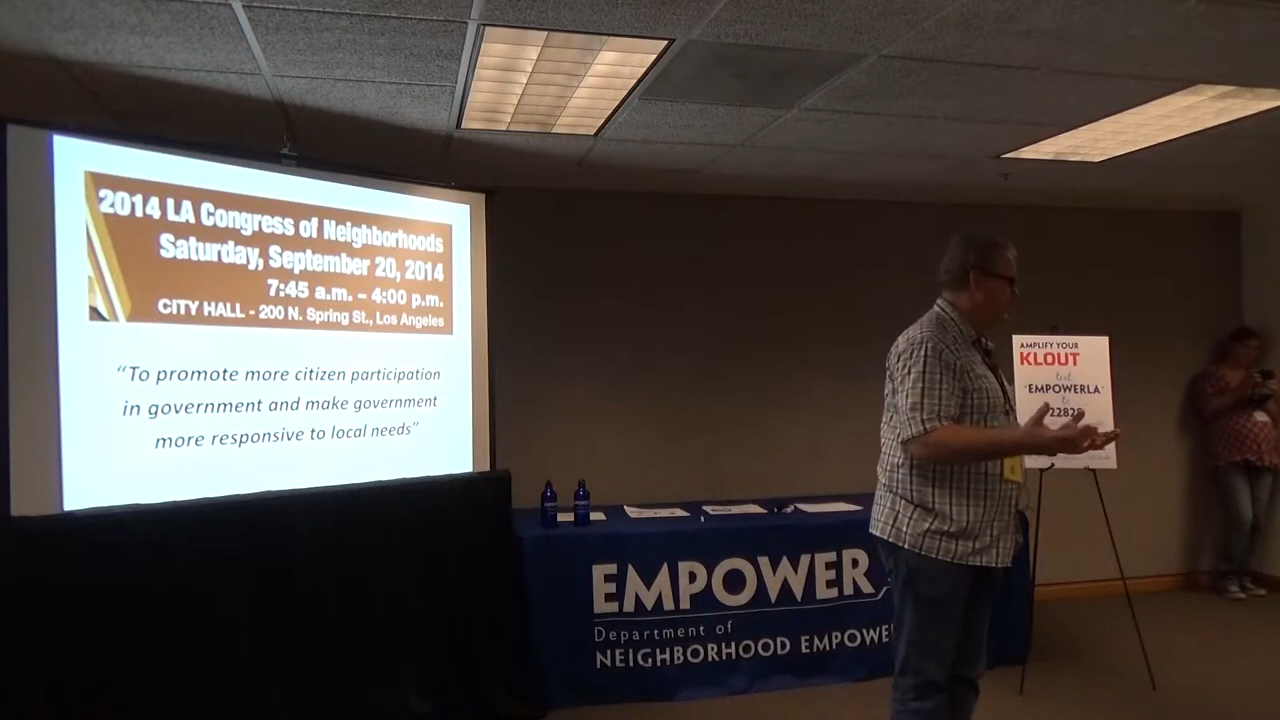 2014 LA Congress of Neighborhoods
Saturday, September 20, 2014
7:45 a.m. – 4:00 p.m.
CITY HALL - 200 N. Spring St., Los Angeles
“To promote more citizen participation
in government and make government
more responsive to local needs”
AMPLIFY YOUR
KLOUT
text
"EMPOWERLA"
to
22828
EMPOWER
Department of
NEIGHBORHOOD EMPOWE